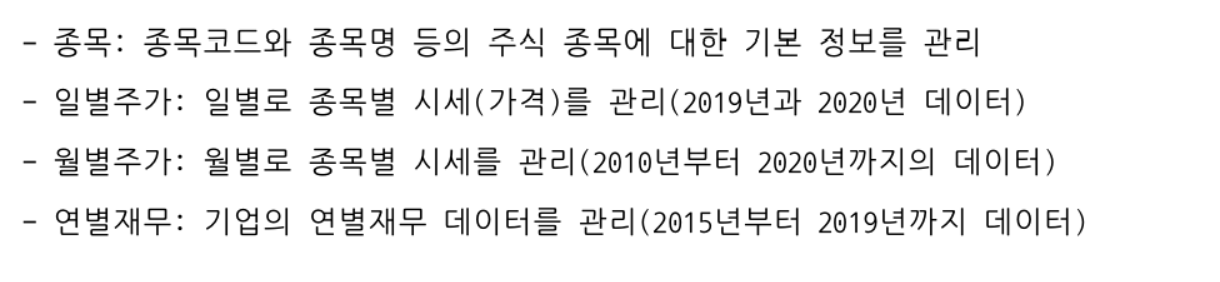 - 종목: 종목코드와 종목명 등의 주식 종목에 대한 기본 정보를 관리
- 일별주가: 일별로 종목별 시세(가격)를 관리(2019년과 2020년 데이터)
- 월별주가: 월별로 종목별 시세를 관리(2010년부터 2020년까지의 데이터)
- 연별재무: 기업의 연별재무 데이터를 관리(2015년부터 2019년까지 데이터)